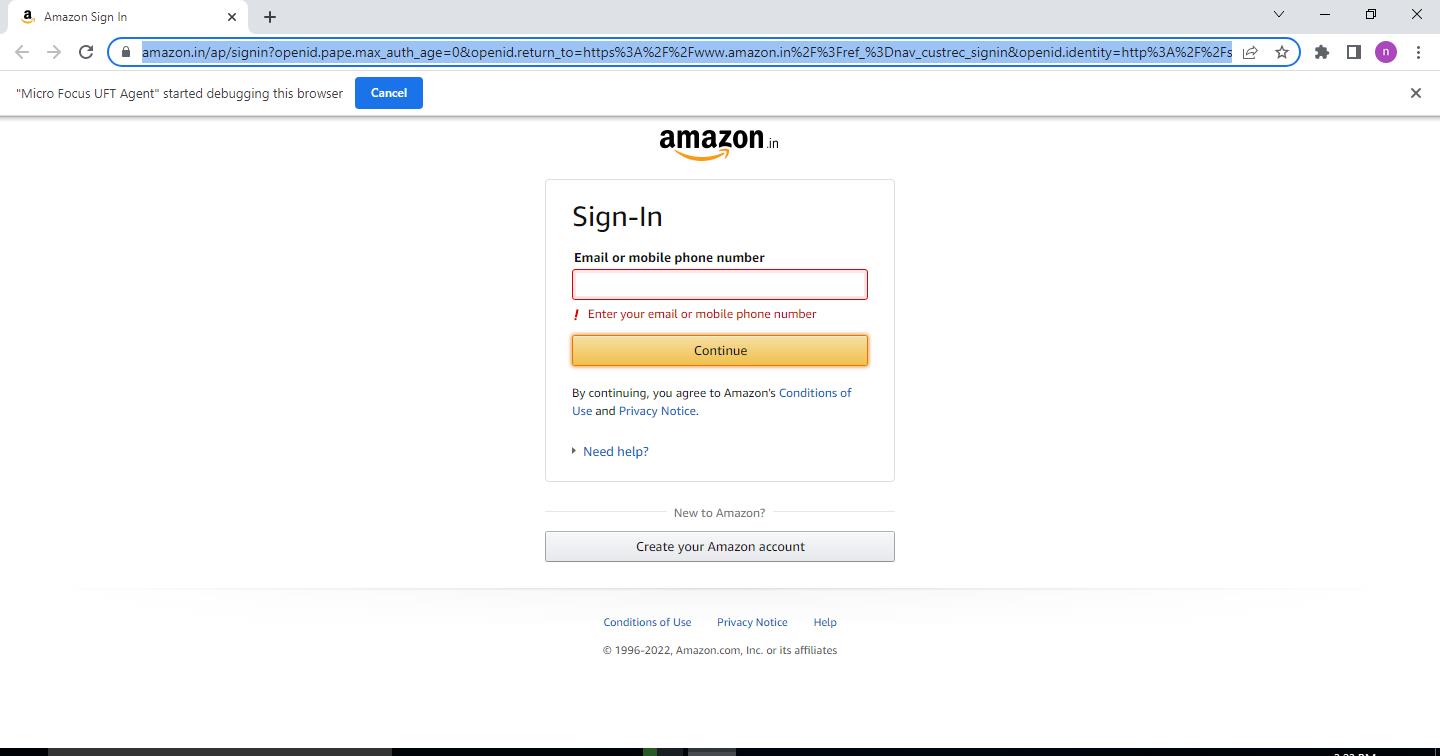 Amazon Sign In
amazon.in/ap/signin?openid.pape.max_auth_age=0&openid.return_to=https%3A%2F%2Fwww.amazon.in%2F%3Fref_%3Dnav_custrec_signin&openid.identity=http%3A%2F%2Fs
n
"Micro Focus UFT Agent" started debugging this browser
Cancel
amazon.in
Sign-In
Email or mobile phone number
! Enter your email or mobile phone number
Continue
By continuing, you agree to Amazon's Conditions of
Use and Privacy Notice.
Need help?
New to Amazon?
Create your Amazon account
Conditions of Use Privacy Notice Help
© 1996-2022, Amazon.com, Inc. or its affiliates